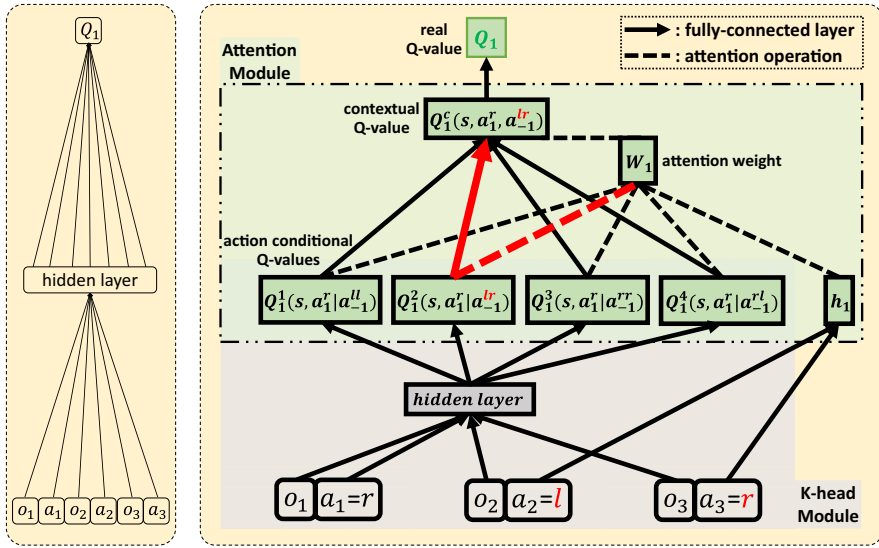 Q₁
hidden layer
o₁ a₁ o₂ a₂ o₃ a₃
real
Q-value
Q₁
: fully-connected layer
: attention operation
Attention
Module
contextual
Q-value
Q₁ᶜ(s, a₁ʳ, a₋₁ˡʳ)
W₁
attention weight
action conditional
Q-values
Q₁¹(s, a₁ʳ|a₋₁ˡˡ)
Q₁²(s, a₁ʳ|a₋₁ˡʳ)
Q₁³(s, a₁ʳ|a₋₁ʳʳ)
Q₁⁴(s, a₁ʳ|a₋₁ʳˡ)
h₁
hidden layer
o₁ a₁=r
o₂ a₂=l
o₃ a₃=r
K-head
Module